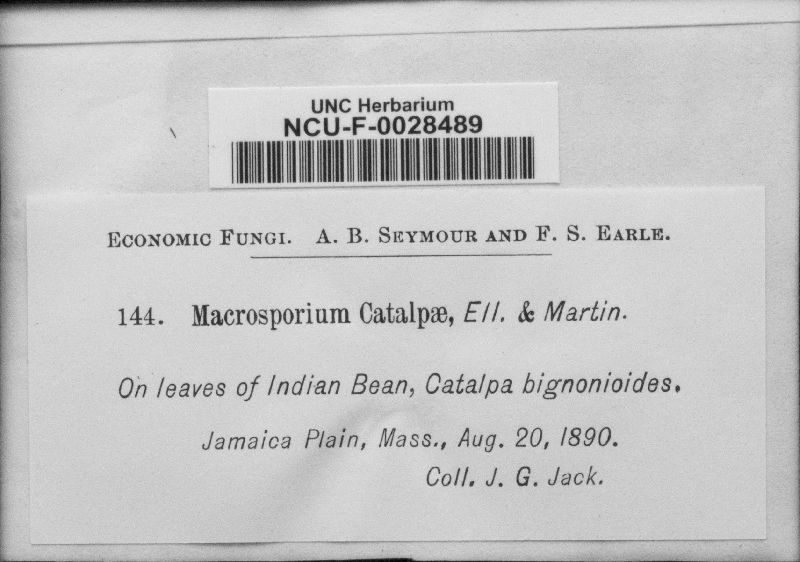 UNC Herbarium
NCU-F-0028489
Economic Fungi. A. B. Seymour and F. S. Earle.
144. Macrosporium Catalpæ, Ell. & Martin.
On leaves of Indian Bean, Catalpa bignonioides.
Jamaica Plain, Mass., Aug. 20, 1890.
Coll. J. G. Jack.